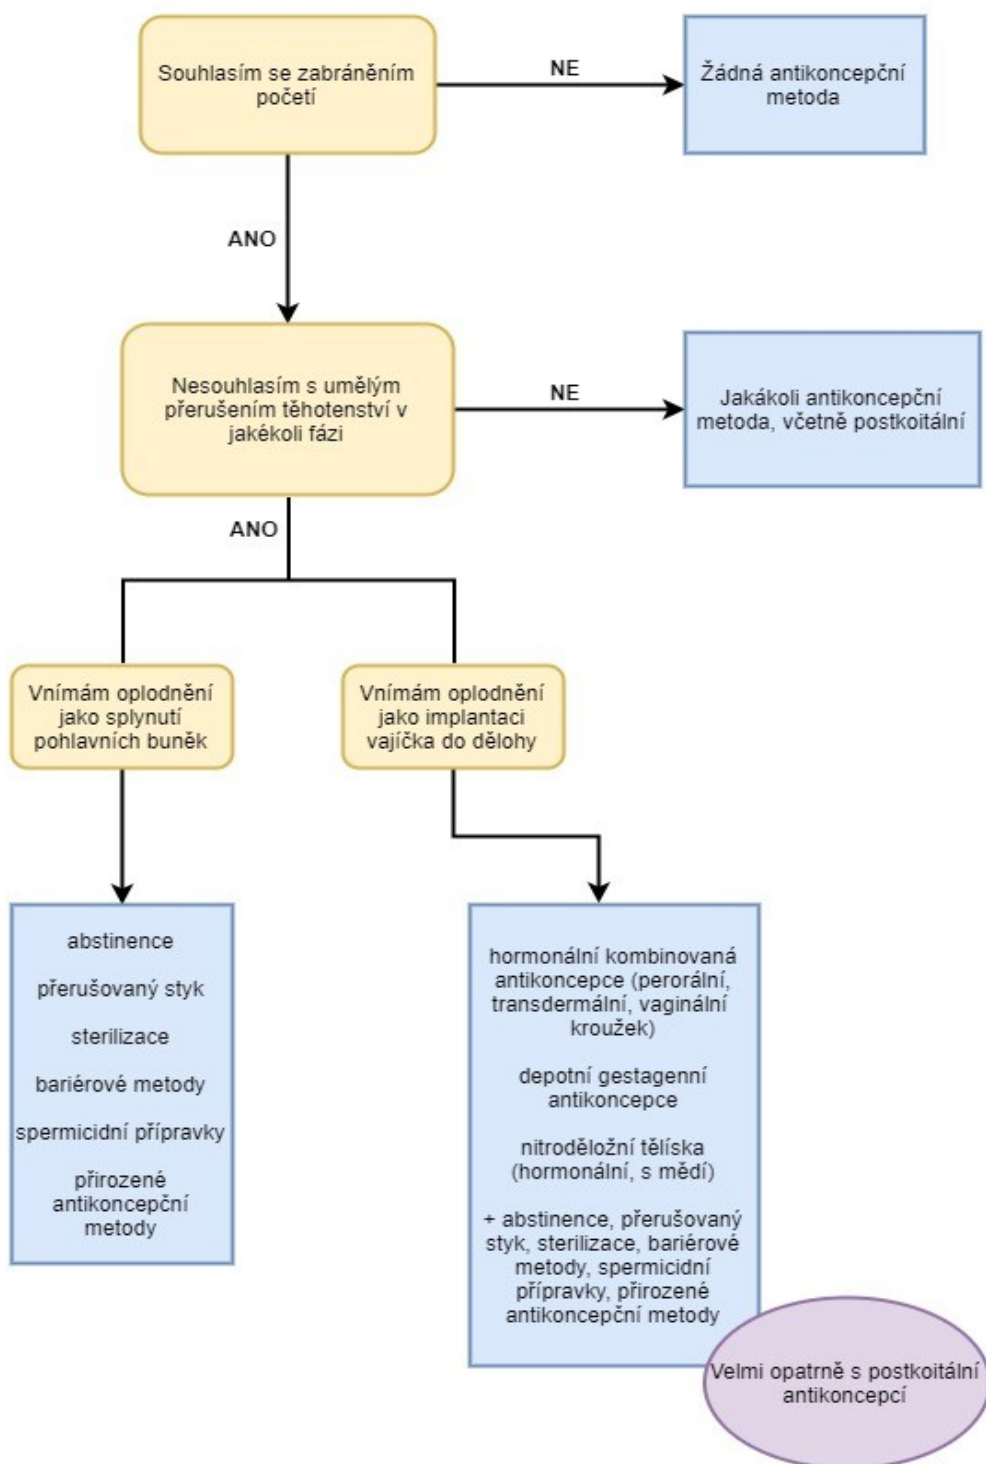 Souhlasím se zabráněním
početí
NE
Žádná antikoncepční
metoda
ANO
Nesouhlasím s umělým
přerušením těhotenství v
jakékoli fázi
NE
Jakákoli antikoncepční
metoda, včetně postkoitální
ANO
Vnímám oplodnění
jako splynutí
pohlavních buněk
Vnímám oplodnění
jako implantaci
vajíčka do dělohy
abstinence
přerušovaný styk
sterilizace
bariérové metody
spermicidní přípravky
přirozené
antikoncepční
metody
hormonální kombinovaná
antikoncepce (perorální,
transdermální, vaginální
kroužek)
depotní gestagenní
antikoncepce
nitroděložní tělíska
(hormonální, s mědí)
+ abstinence, přerušovaný
styk, sterilizace, bariérové
metody, spermicidní
přípravky, přirozené
antikoncepční metody
Velmi opatrně s postkoitální
antikoncepcí